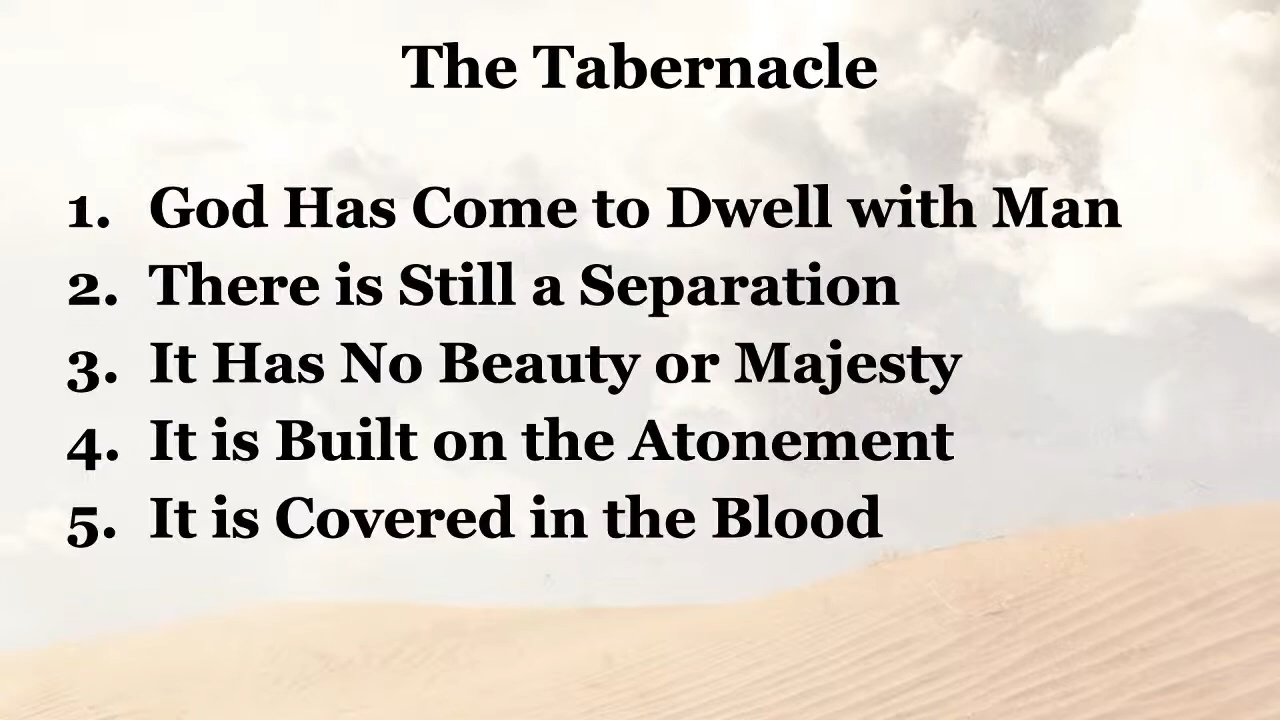 The Tabernacle
1. God Has Come to Dwell with Man
2. There is Still a Separation
3. It Has No Beauty or Majesty
4. It is Built on the Atonement
5. It is Covered in the Blood